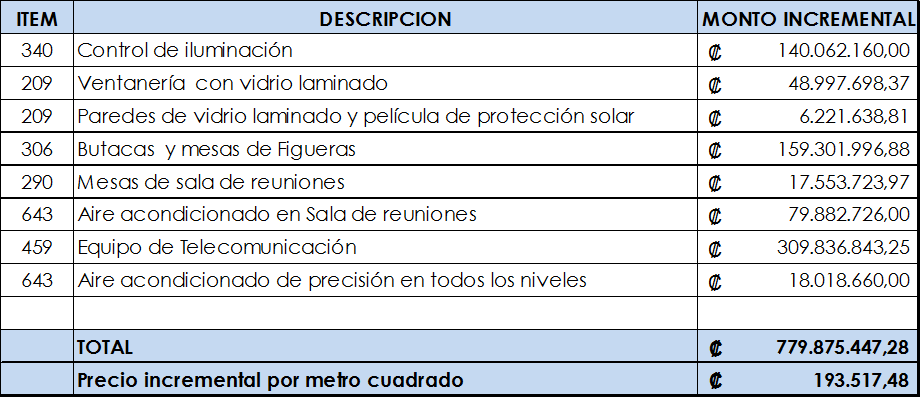 ITEM DESCRIPCION MONTO INCREMENTAL
340 Control de iluminación ₡ 140.062.160,00
209 Ventanería con vidrio laminado ₡ 48.997.698,37
209 Paredes de vidrio laminado y película de protección solar ₡ 6.221.638,81
306 Butacas y mesas de Figueras ₡ 159.301.996,88
290 Mesas de sala de reuniones ₡ 17.553.723,97
643 Aire acondicionado en Sala de reuniones ₡ 79.882.726,00
459 Equipo de Telecomunicación ₡ 309.836.843,25
643 Aire acondicionado de precisión en todos los niveles ₡ 18.018.660,00
TOTAL ₡ 779.875.447,28
Precio incremental por metro cuadrado ₡ 193.517,48